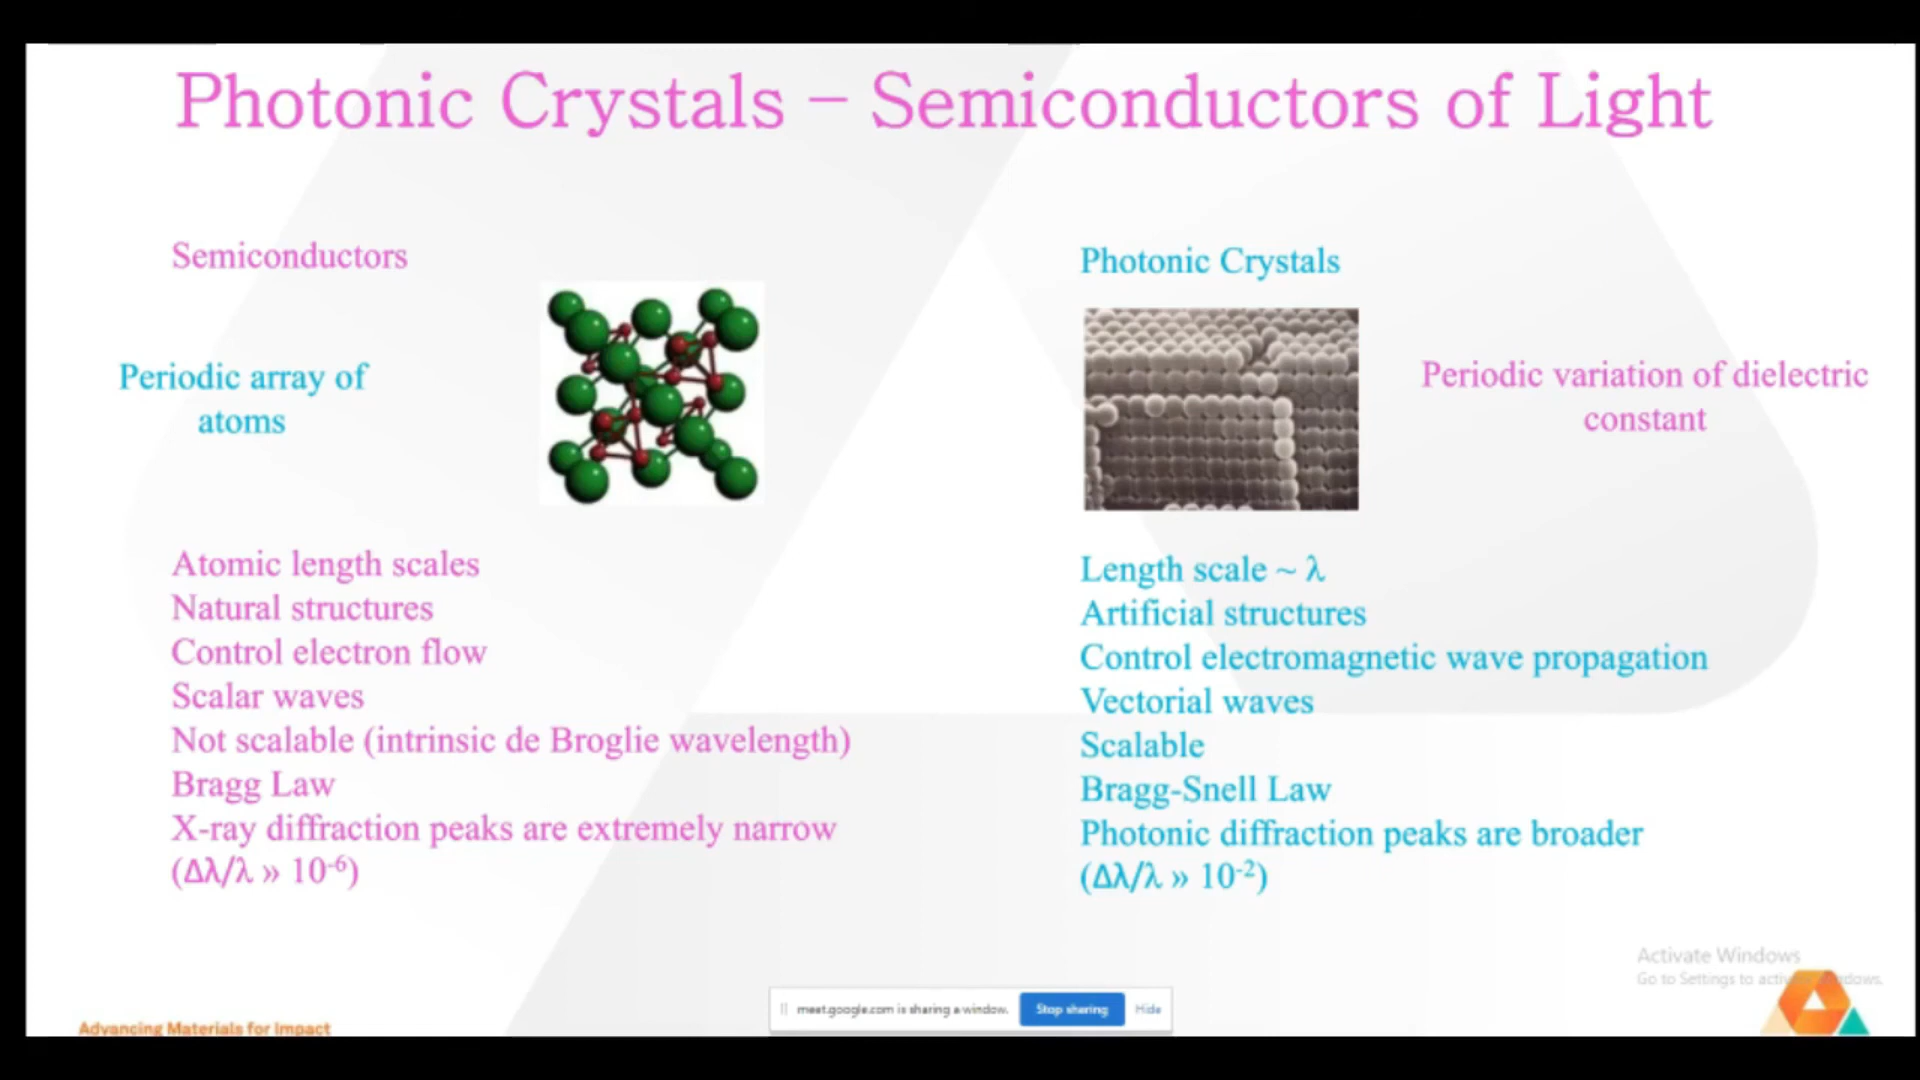 Photonic Crystals – Semiconductors of Light
Semiconductors
Periodic array of
atoms
Atomic length scales
Natural structures
Control electron flow
Scalar waves
Not scalable (intrinsic de Broglie wavelength)
Bragg Law
X-ray diffraction peaks are extremely narrow
(Δλ/λ » 10⁻⁶)
Photonic Crystals
Periodic variation of dielectric
constant
Length scale ~ λ
Artificial structures
Control electromagnetic wave propagation
Vectorial waves
Scalable
Bragg-Snell Law
Photonic diffraction peaks are broader
(Δλ/λ » 10⁻²)
Activate Windows
Go to Settings to
meet.google.com is sharing a window.
Stop sharing
Hide
Advancing Materials for Impact